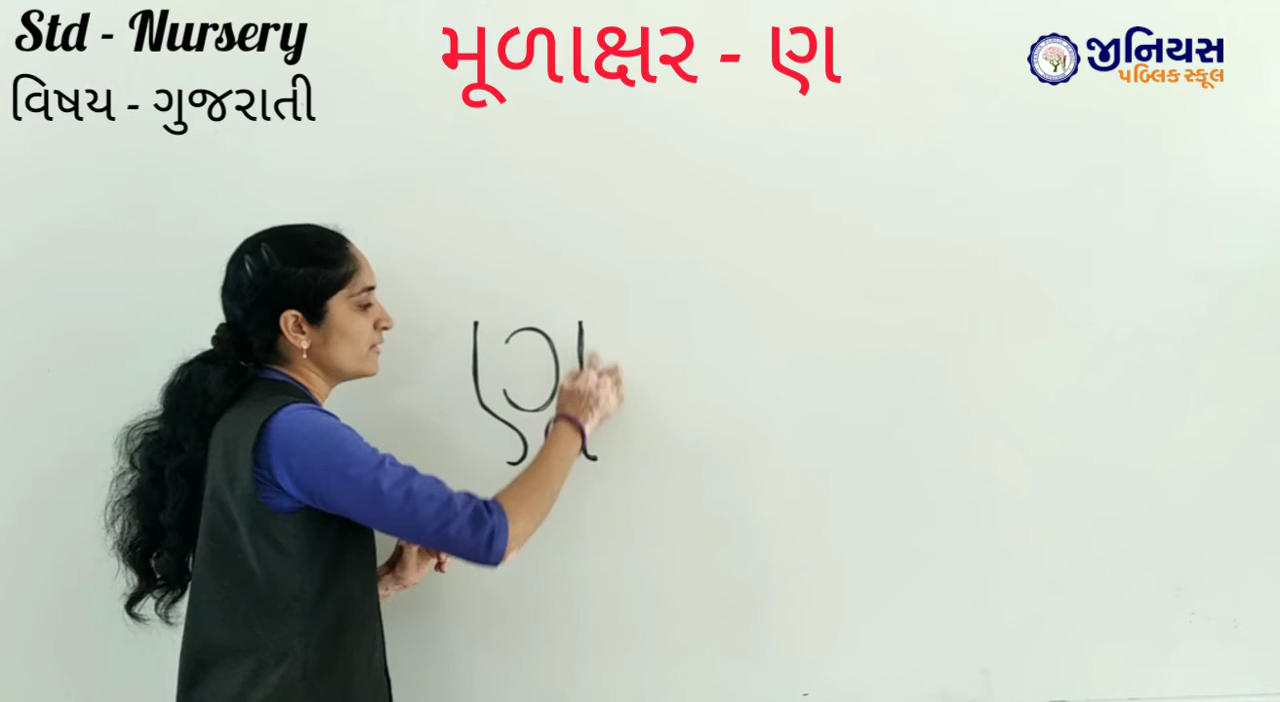 Std - Nursery
વિષય - ગુજરાતી
મૂળાક્ષર - ણ
જીનિયસ
પબ્લિક સ્કૂલ
ણ